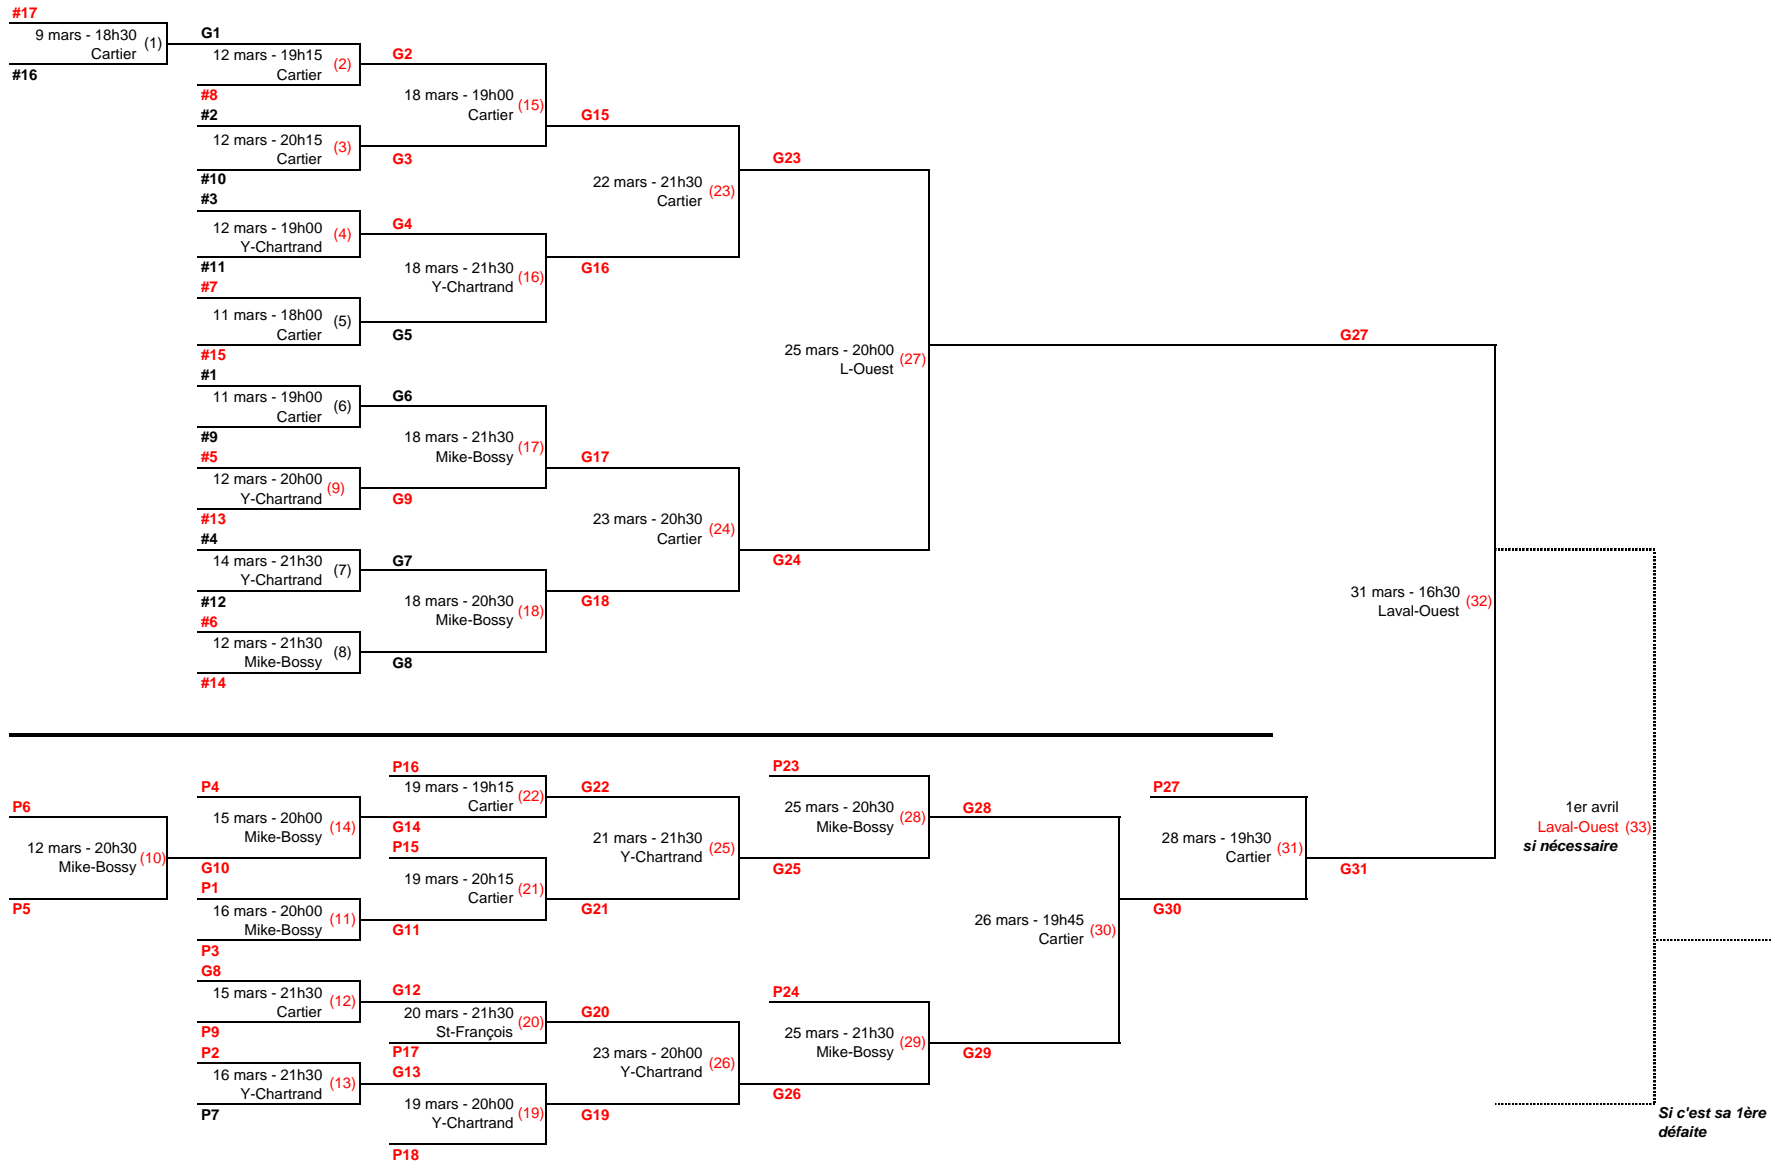 #17
9 mars - 18h30
Cartier
(1)
#16
G1
12 mars - 19h15
Cartier
(2)
#8
#2
12 mars - 20h15
Cartier
(3)
#10
#3
12 mars - 19h00
Y-Chartrand
(4)
#11
#7
11 mars - 18h00
Cartier
(5)
#15
#1
11 mars - 19h00
Cartier
(6)
#9
#5
12 mars - 20h00
Y-Chartrand
(9)
#13
#4
14 mars - 21h30
Y-Chartrand
(7)
#12
#6
12 mars - 21h30
Mike-Bossy
(8)
#14
G2
18 mars - 19h00
Cartier
(15)
G3
G4
18 mars - 21h30
Y-Chartrand
(16)
G5
G6
18 mars - 21h30
Mike-Bossy
(17)
G9
G7
18 mars - 20h30
Mike-Bossy
(18)
G8
G15
22 mars - 21h30
Cartier
(23)
G16
G17
23 mars - 20h30
Cartier
(24)
G18
G23
25 mars - 20h00
L-Ouest
(27)
G24
G27
31 mars - 16h30
Laval-Ouest
(32)
P6
12 mars - 20h30
Mike-Bossy
(10)
P5
P4
15 mars - 20h00
Mike-Bossy
(14)
G10
P1
16 mars - 20h00
Mike-Bossy
(11)
P3
G8
15 mars - 21h30
Cartier
(12)
P9
P2
16 mars - 21h30
Y-Chartrand
(13)
P7
P16
19 mars - 19h15
Cartier
(22)
G14
P15
19 mars - 20h15
Cartier
(21)
G11
G12
20 mars - 21h30
St-François
(20)
P17
G13
19 mars - 20h00
Y-Chartrand
(19)
P18
G22
21 mars - 21h30
Y-Chartrand
(25)
G21
G20
23 mars - 20h00
Y-Chartrand
(26)
G19
P23
25 mars - 20h30
Mike-Bossy
(28)
G25
P24
25 mars - 21h30
Mike-Bossy
(29)
G26
G28
26 mars - 19h45
Cartier
(30)
G29
P27
28 mars - 19h30
Cartier
(31)
G30
G31
1er avril
Laval-Ouest (33)
si nécessaire
Si c'est sa 1ère
défaite